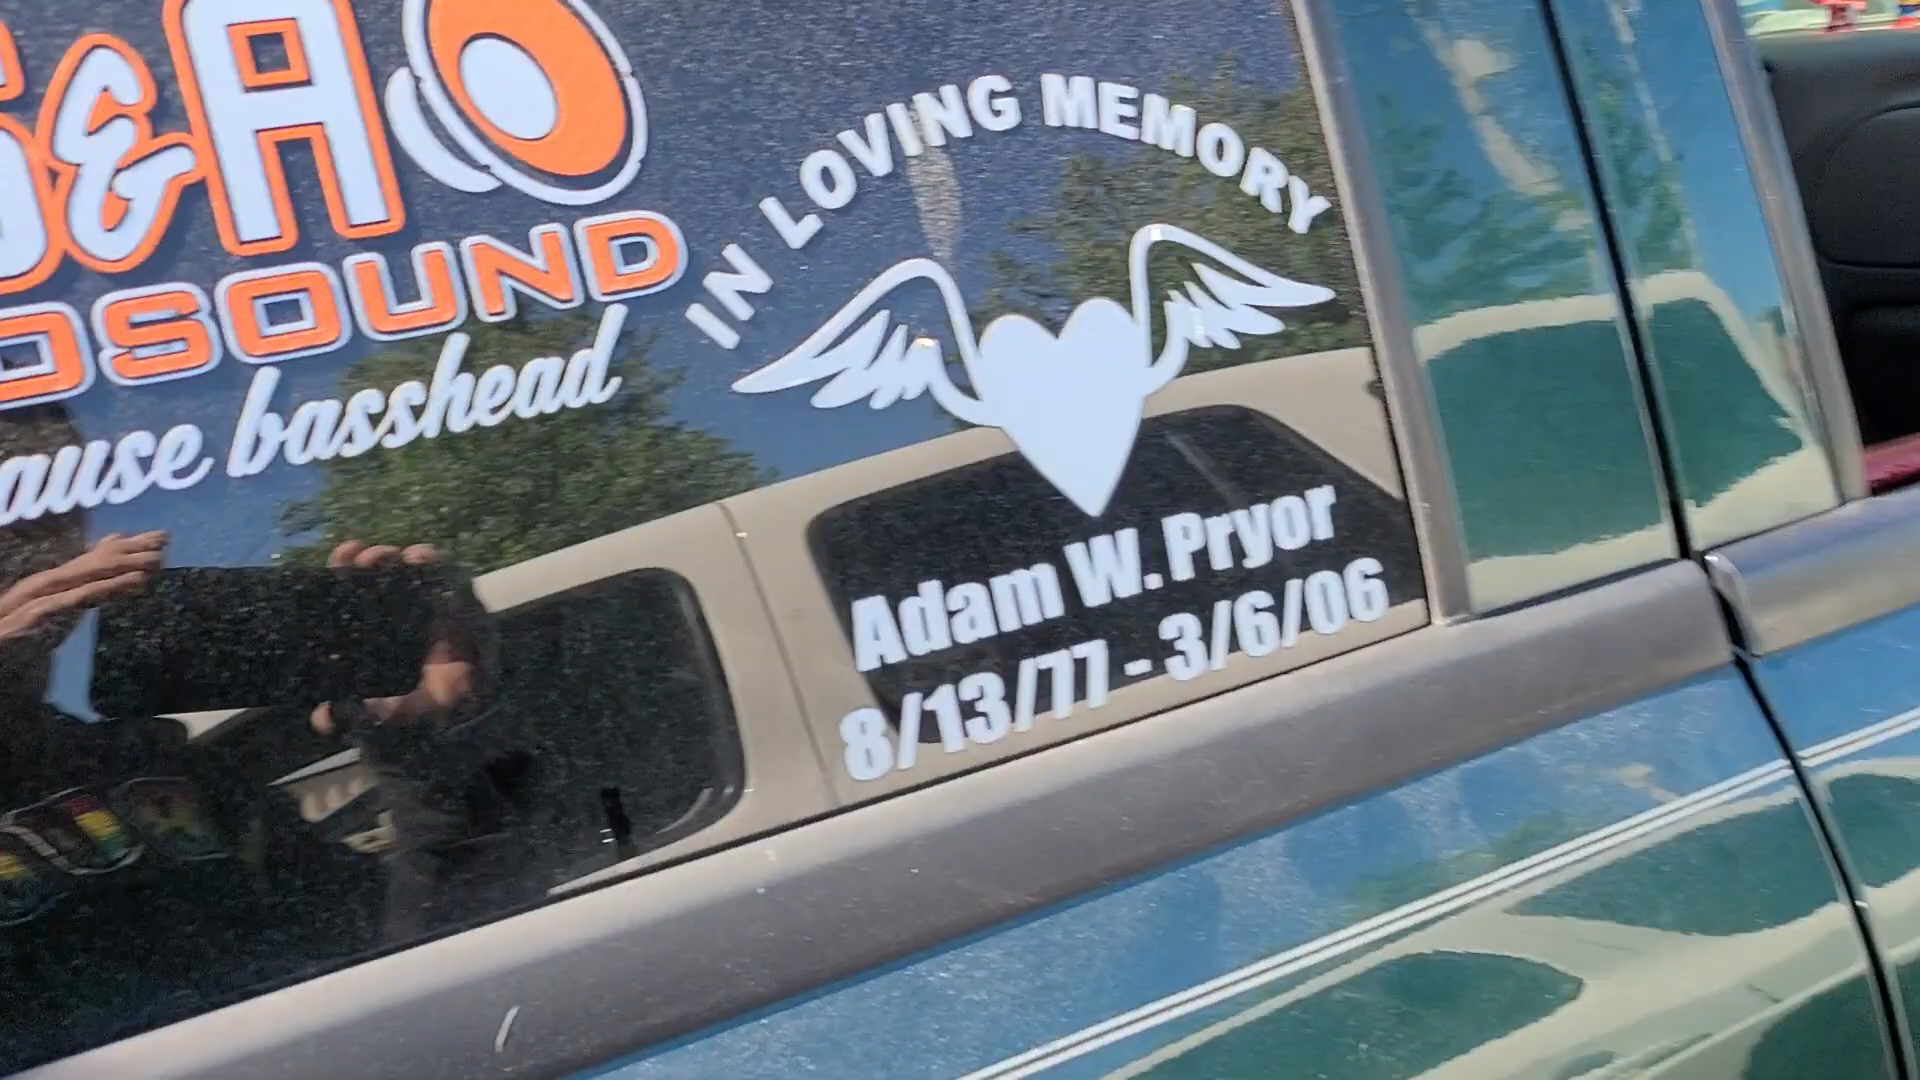 &A
SOUND
basshead
IN LOVING MEMORY
Adam W. Pryor
8/13/77 - 3/6/06